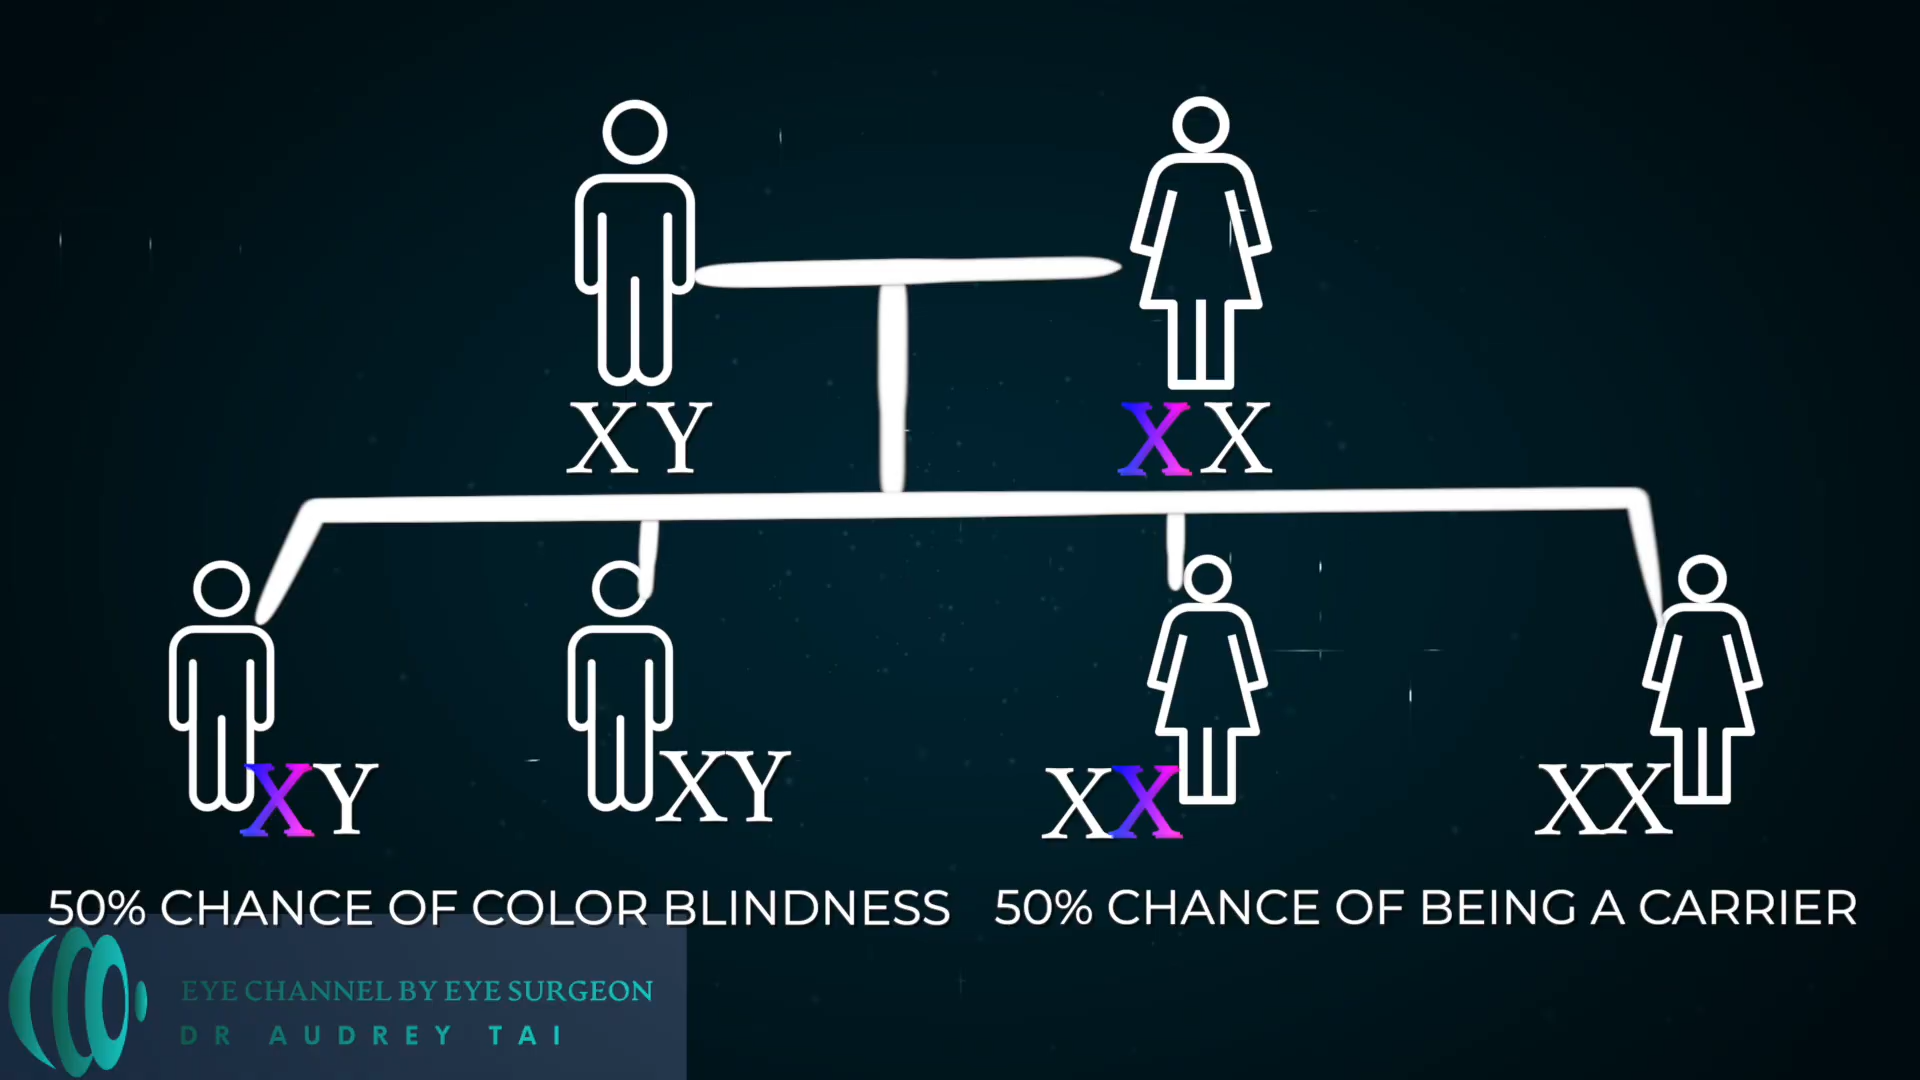 XY
XX
XY
XY
XX
XX
50% CHANCE OF COLOR BLINDNESS
50% CHANCE OF BEING A CARRIER
EYE CHANNEL BY EYE SURGEON
DR AUDREY TAI